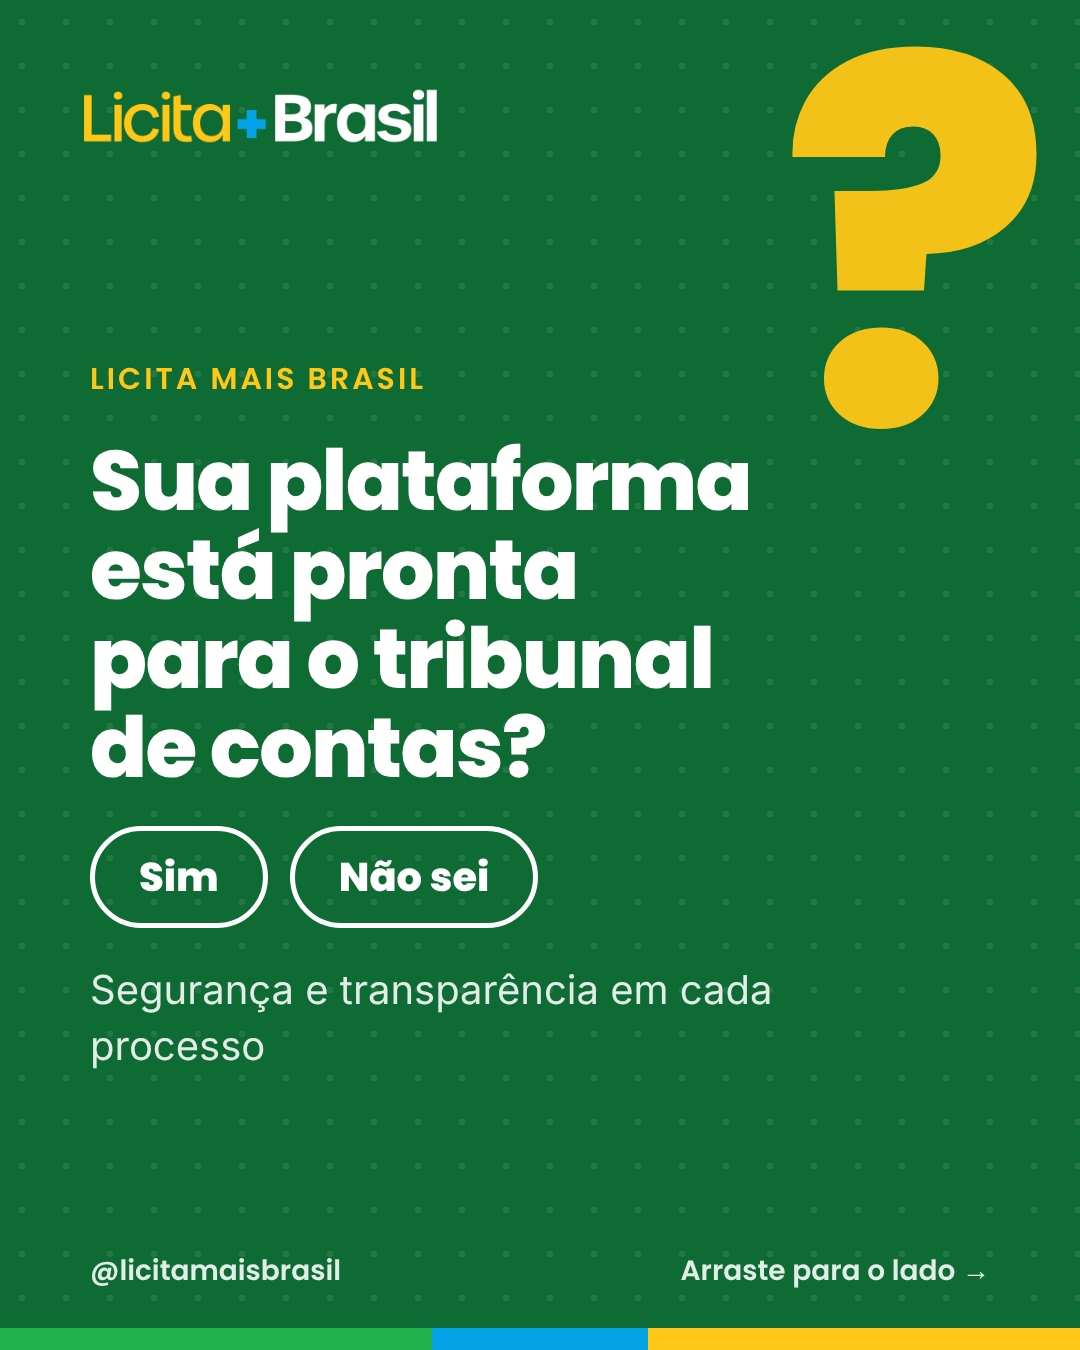 Licita+Brasil
?
LICITA MAIS BRASIL
Sua plataforma
está pronta
para o tribunal
de contas?
Sim
Não sei
Segurança e transparência em cada
processo
@licitamaisbrasil
Arraste para o lado →